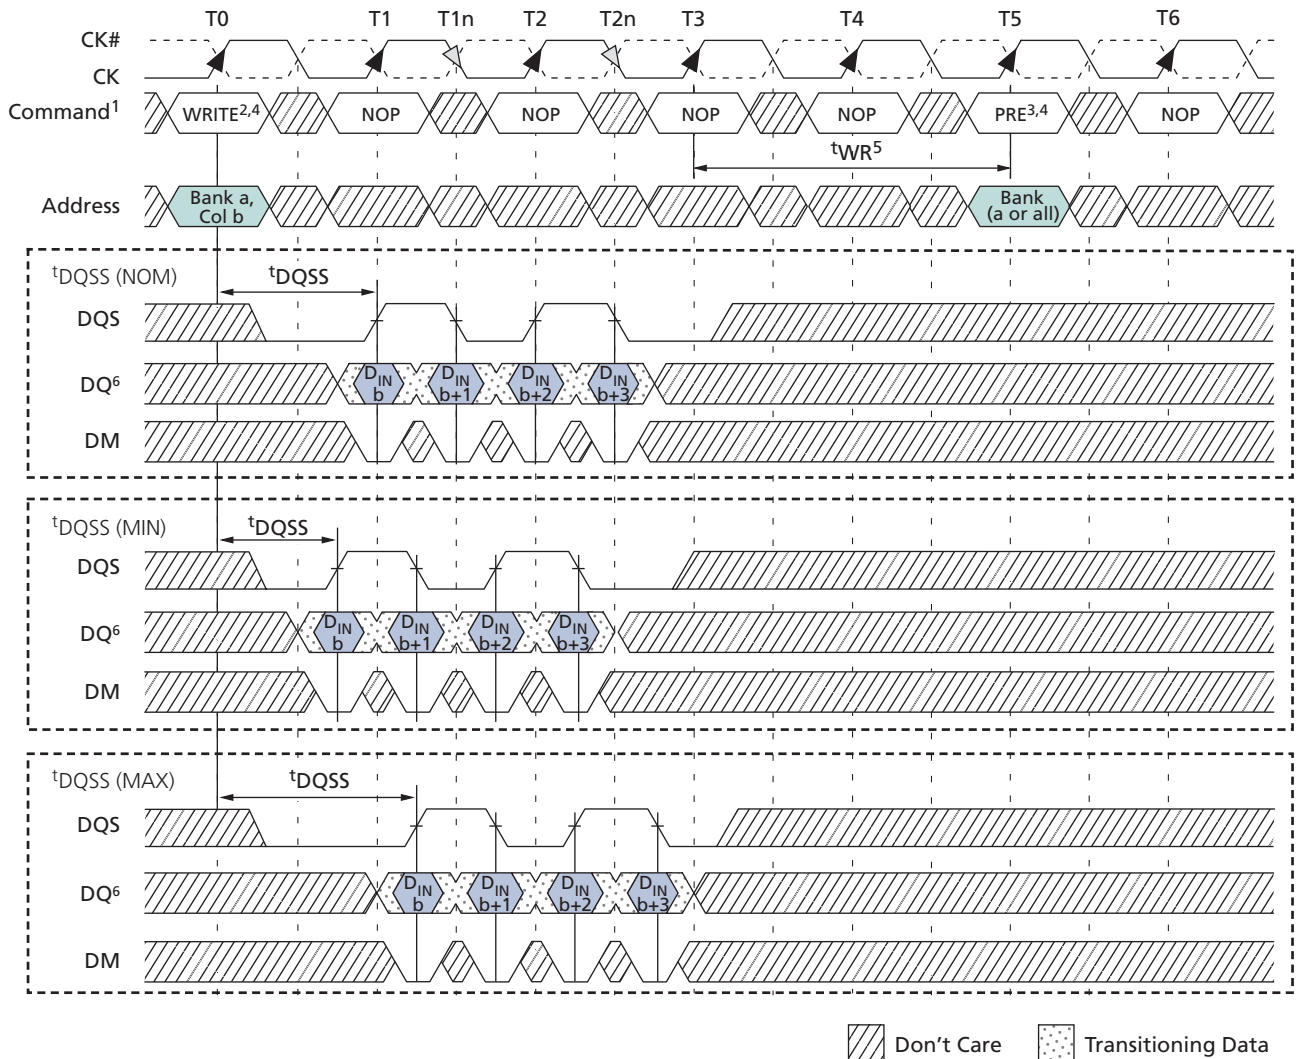 T0 T1 T1n T2 T2n T3 T4 T5 T6
CK#
CK
Command1 WRITE2,4 NOP NOP NOP NOP PRE3,4 NOP
tWR5
Address Bank a, Col b Bank (a or all)
tDQSS (NOM) tDQSS
DQS
DQ6 DIN b DIN b+1 DIN b+2 DIN b+3
DM
tDQSS (MIN) tDQSS
DQS
DQ6 DIN b DIN b+1 DIN b+2 DIN b+3
DM
tDQSS (MAX) tDQSS
DQS
DQ6 DIN b DIN b+1 DIN b+2 DIN b+3
DM
Don't Care Transitioning Data